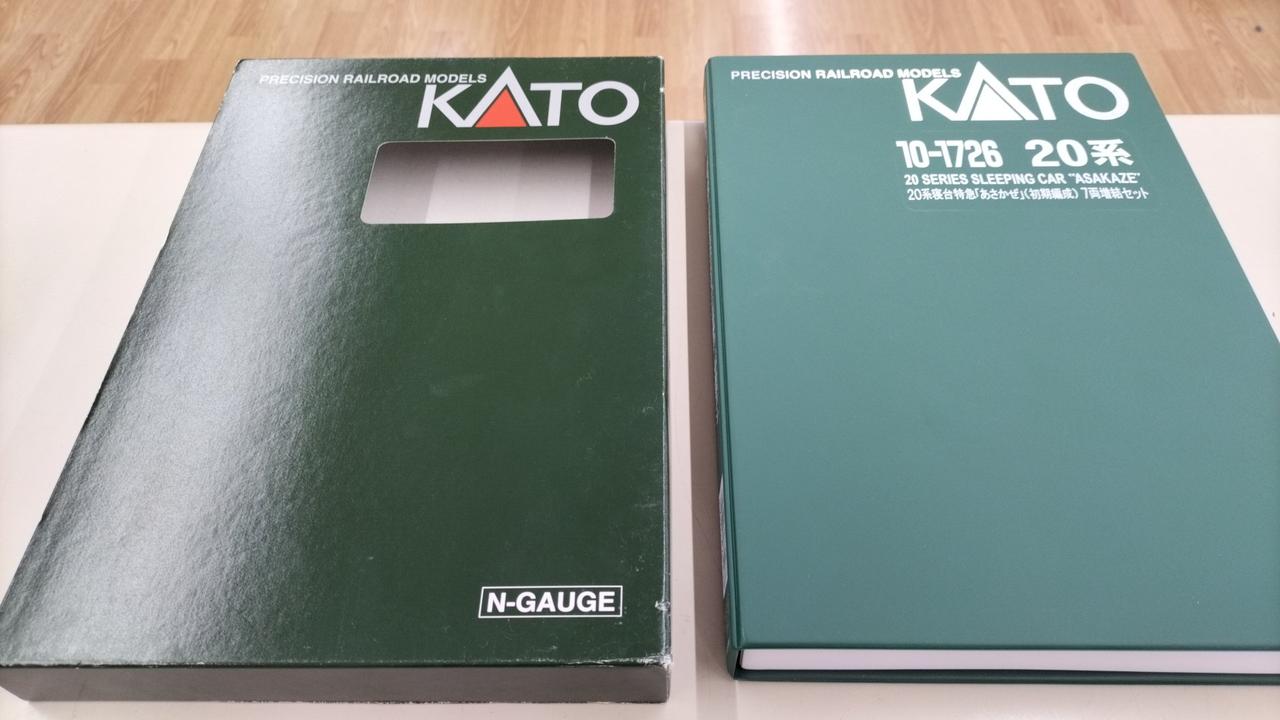 PRECISION RAILROAD MODELS
KATO
N-GAUGE
PRECISION RAILROAD MODELS
KATO
10-1726 20系
20 SERIES SLEEPING CAR "ASAKAZE"
20系寝台特急「あさかぜ」(初期編成) 7両増結セット